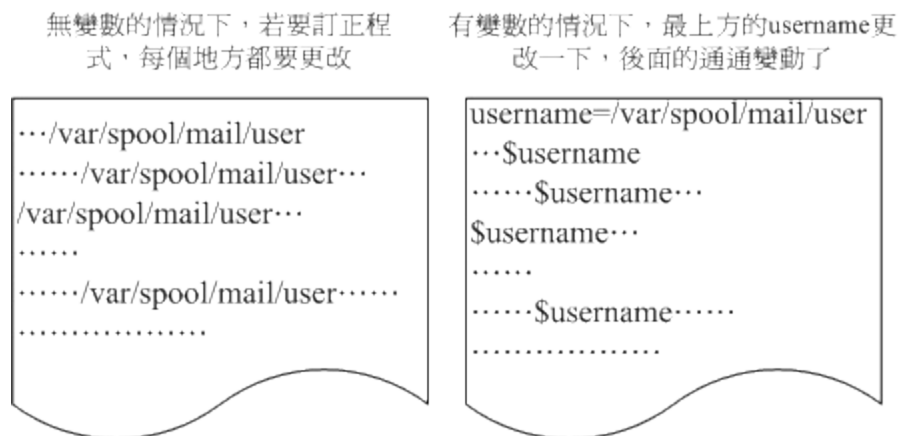 無變數的情況下，若要訂正程
式，每個地方都要更改
…/var/spool/mail/user
……/var/spool/mail/user…
/var/spool/mail/user…
……
……/var/spool/mail/user……
………………
有變數的情況下，最上方的username更
改一下，後面的通通變動了
username=/var/spool/mail/user
…$username
……$username…
$username…
……
……$username……
………………